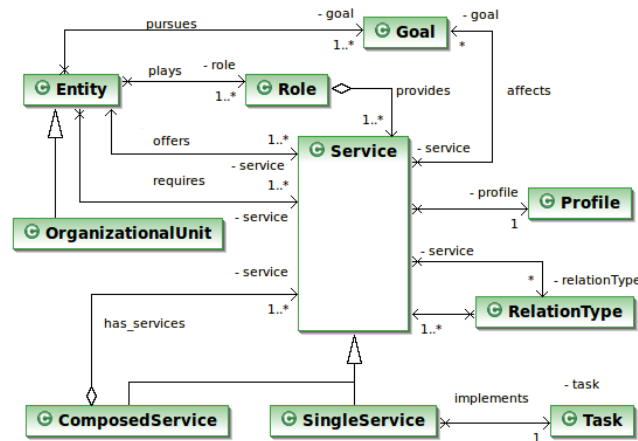 pursues
- goal
- goal
1..*
*
C Goal
plays
- role
C Entity
1..*
C Role
provides
affects
1..*
offers
1..*
C Service
- service
- service
requires
1..*
- profile
C Profile
- service
1
C OrganizationalUnit
- service
- service
- relationType
*
1..*
1..*
C RelationType
has_services
implements
- task
C ComposedService
C SingleService
1
C Task